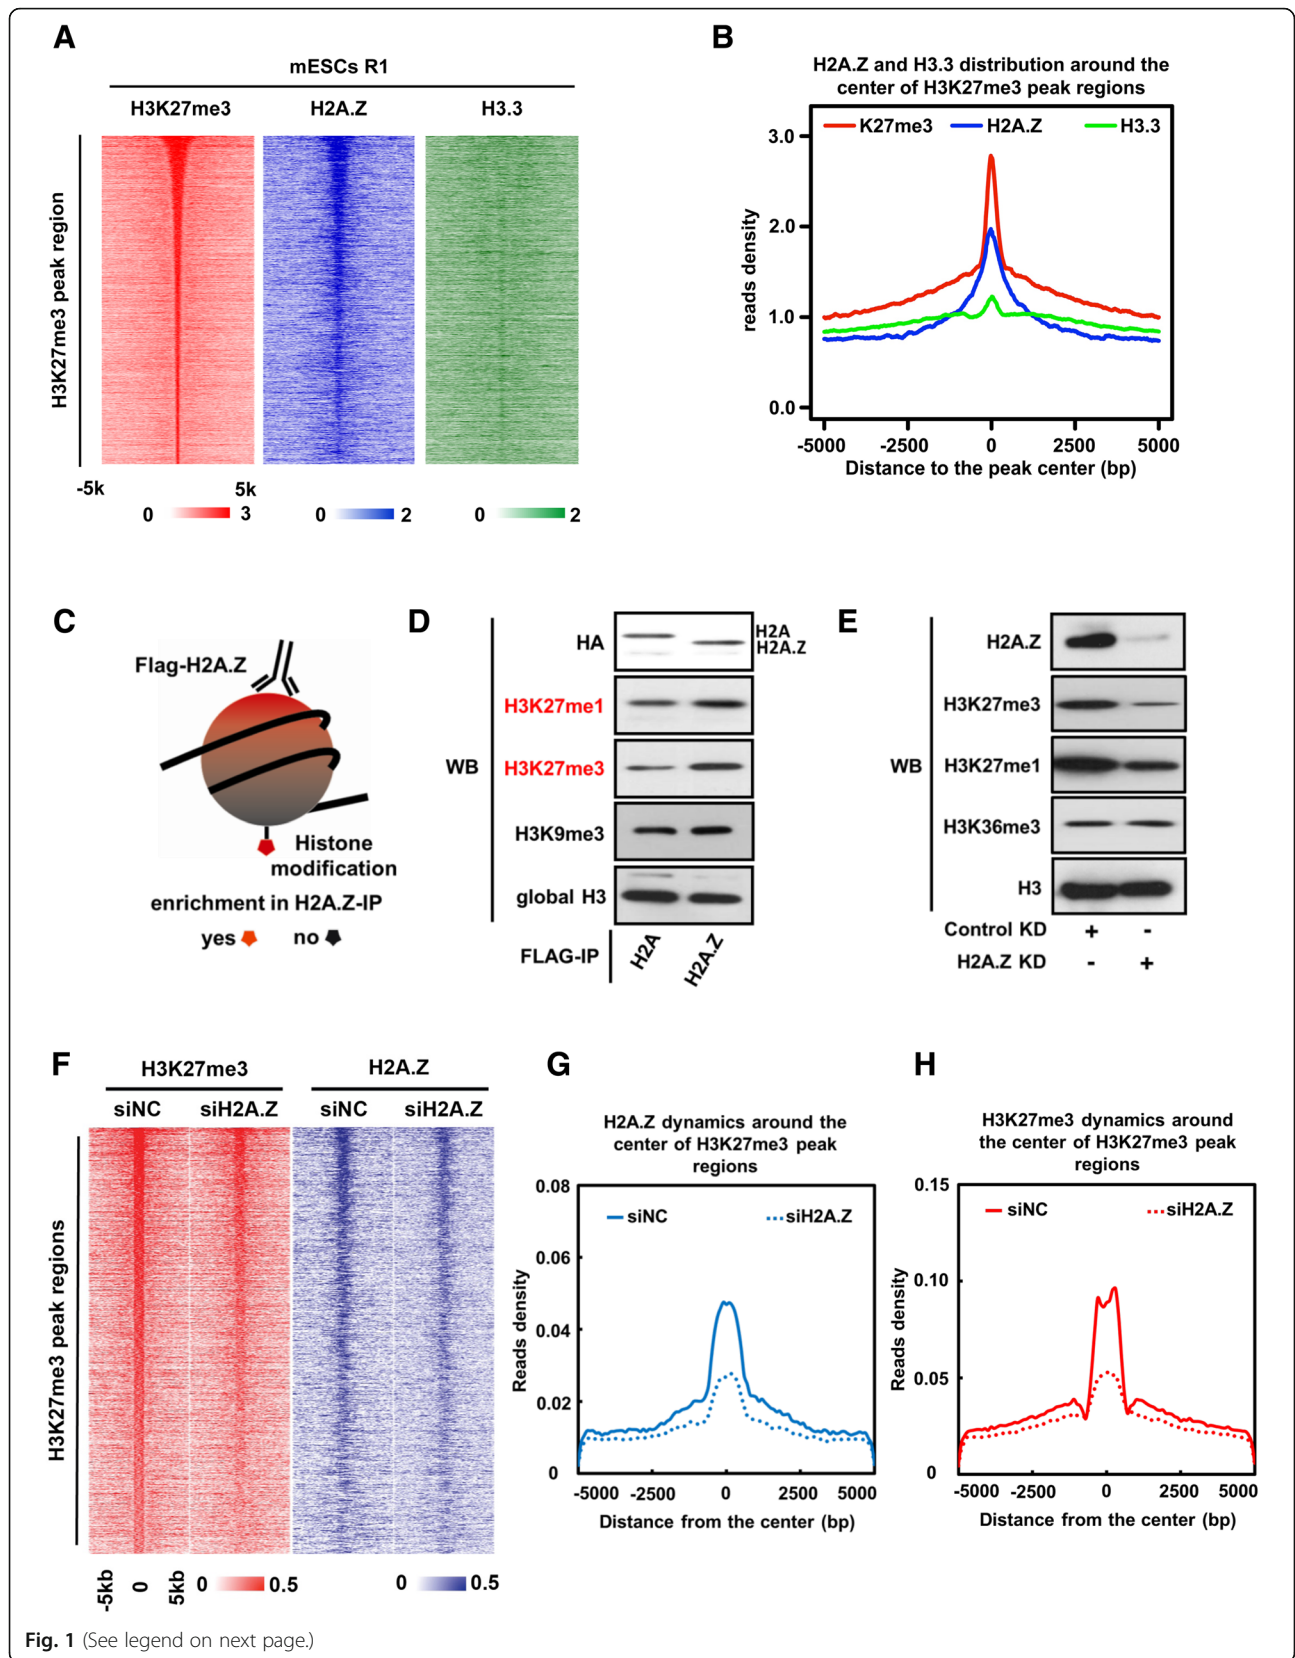 A
mESCs R1
H3K27me3 H2A.Z H3.3
H3K27me3 peak region
-5k 5k
0 3 0 2 0 2
B
H2A.Z and H3.3 distribution around the
center of H3K27me3 peak regions
K27me3 H2A.Z H3.3
reads density
3.0
2.0
1.0
0.0
-5000 -2500 0 2500 5000
Distance to the peak center (bp)
C
Flag-H2A.Z
Histone
modification
enrichment in H2A.Z-IP
yes no
D
WB
HA H2A
H2A.Z
H3K27me1
H3K27me3
H3K9me3
global H3
FLAG-IP H2A H2A.Z
E
WB
H2A.Z
H3K27me3
H3K27me1
H3K36me3
H3
Control KD + -
H2A.Z KD - +
F
H3K27me3 H2A.Z
siNC siH2A.Z siNC siH2A.Z
H3K27me3 peak regions
-5kb 0 5kb 0 0.5 0 0.5
G
H2A.Z dynamics around the
center of H3K27me3 peak
regions
siNC siH2A.Z
Reads density
0.08
0.06
0.04
0.02
0
-5000 -2500 0 2500 5000
Distance from the center (bp)
H
H3K27me3 dynamics around
the center of H3K27me3 peak
regions
siNC siH2A.Z
Reads density
0.15
0.10
0.05
0
-5000 -2500 0 2500 5000
Distance from the center (bp)
Fig. 1 (See legend on next page.)